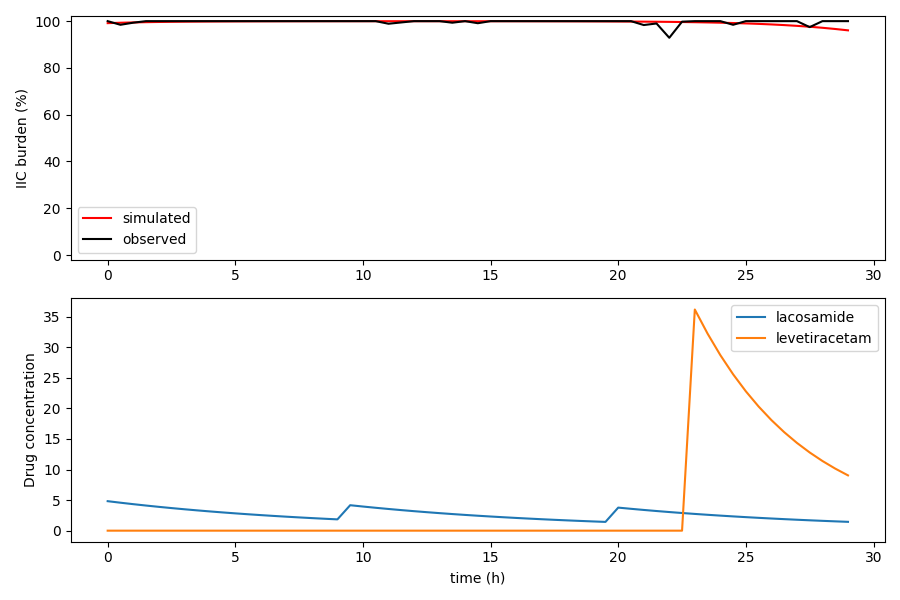 100
80
60
40
20
0
IIC burden (%)
simulated
observed
0 5 10 15 20 25 30
35
30
25
20
15
10
5
0
Drug concentration
lacosamide
levetiracetam
0 5 10 15 20 25 30
time (h)